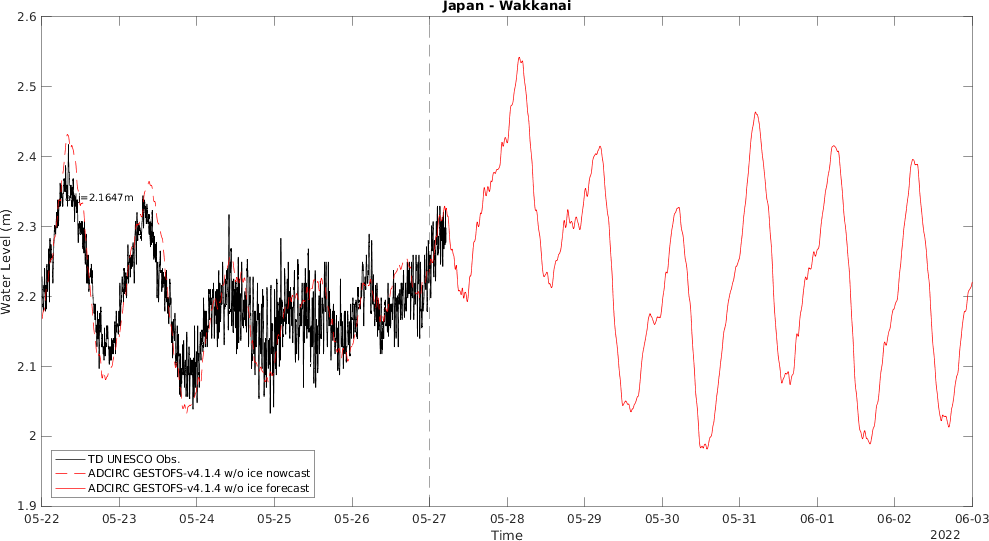 Japan - Wakkanai
2.6
2.5
2.4
2.3
2.2
2.1
2
1.9
Water Level (m)
=2.1647m
TD UNESCO Obs.
ADCIRC GESTOFS-v4.1.4 w/o ice nowcast
ADCIRC GESTOFS-v4.1.4 w/o ice forecast
05-22 05-23 05-24 05-25 05-26 05-27 05-28 05-29 05-30 05-31 06-01 06-02 06-03
Time
2022